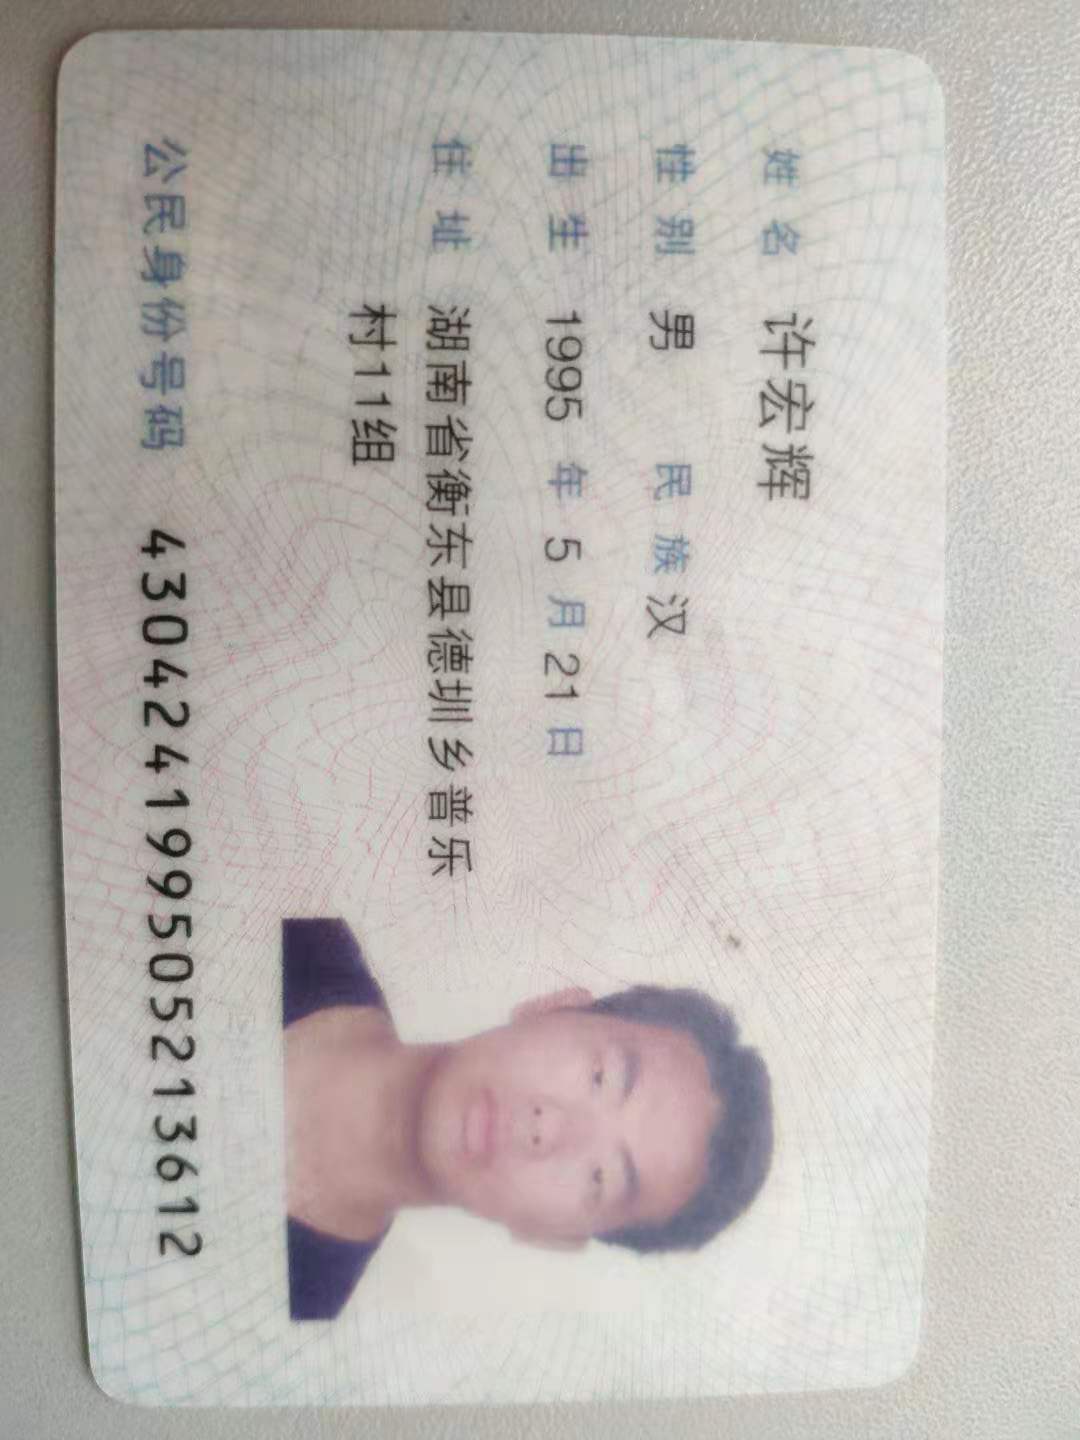 姓名 许宏辉
性别 男 民族 汉
出生 1995 年 5 月 21 日
住址 湖南省衡东县德圳乡普乐
村11组
公民身份号码 430424199505213612